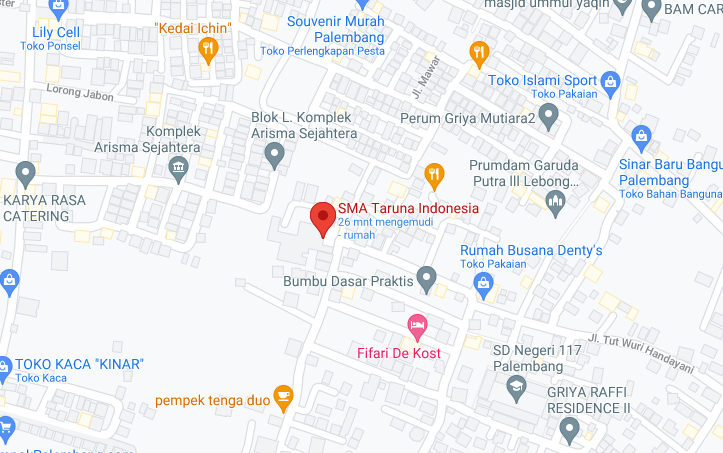 masjid ummul yaqin
BAM CAR
Lily Cell
Toko Ponsel
"Kedai Ichin"
Souvenir Murah
Palembang
Toko Perlengkapan Pesta
Jl. Mawar
Toko Islami Sport
Toko Pakaian
Lorong Jabon
Blok L. Komplek
Arisma Sejahtera
Perum Griya Mutiara2
Komplek
Arisma Sejahtera
Sinar Baru Bangu
Palembang
Toko Bahan Banguna
Prumdam Garuda
Putra lll Lebong...
KARYA RASA
CATERING
SMA Taruna Indonesia
26 mnt mengemudi
- rumah
Rumah Busana Denty's
Toko Pakaian
Bumbu Dasar Praktis
Jl. Tut Wuri Handayani
Fifari De Kost
SD Negeri 117
Palembang
TOKO KACA "KINAR"
Toko Kaca
GRIYA RAFFI
RESIDENCE II
pempek tenga duo